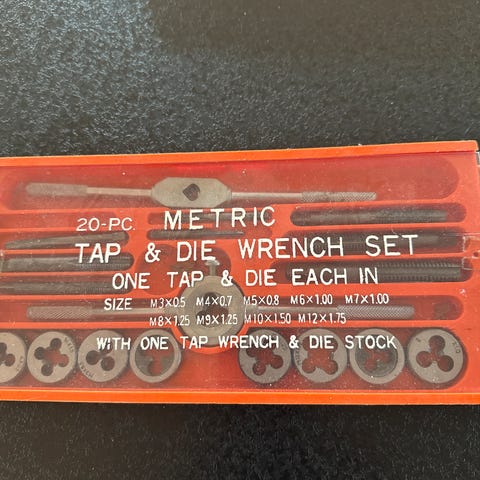 20-PC. METRIC
TAP & DIE WRENCH SET
ONE TAP & DIE EACH IN
SIZE M3×0.5 M4×0.7 M5×0.8 M6×1.00 M7×1.00
M8×1.25 M9×1.25 M10×1.50 M12×1.75
WITH ONE TAP WRENCH & DIE STOCK